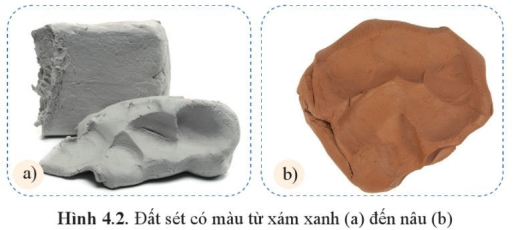 a)
b)
Hình 4.2. Đất sét có màu từ xám xanh (a) đến nâu (b)